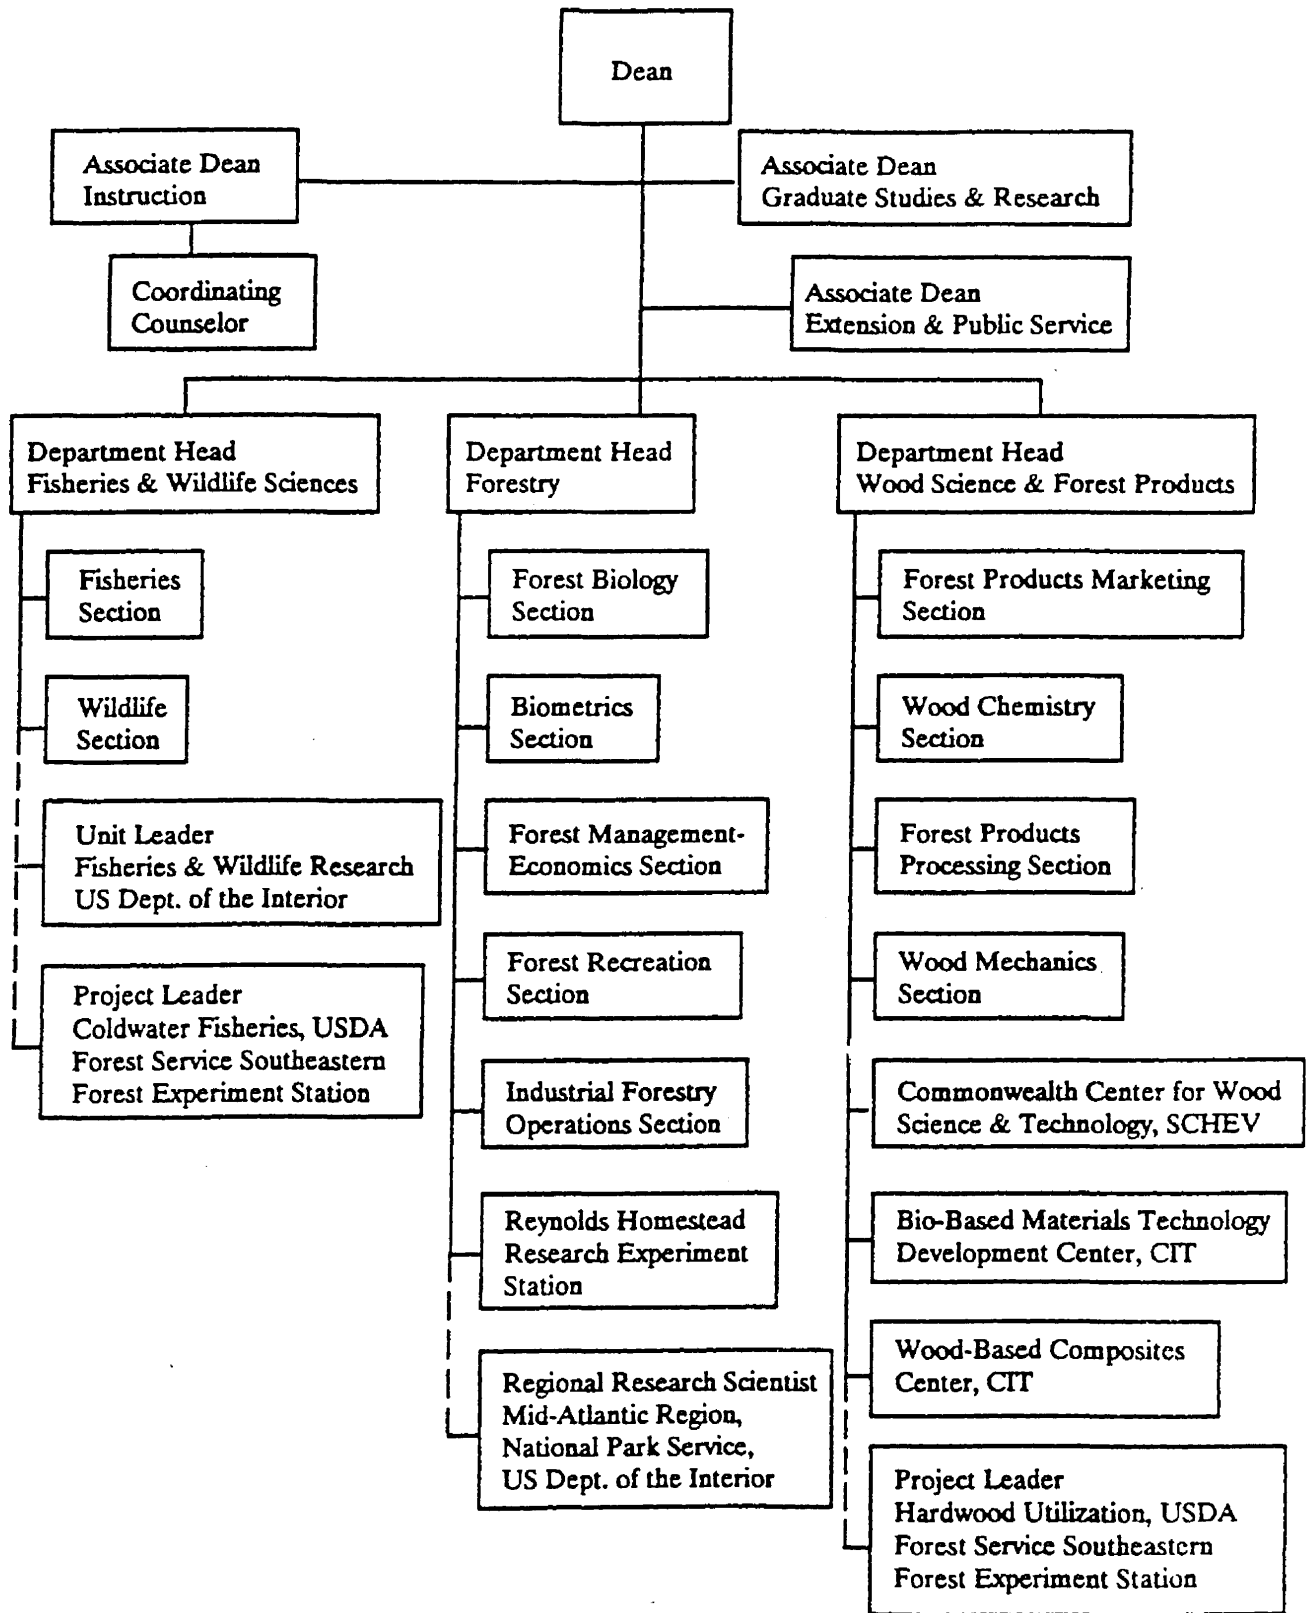 Dean
Associate Dean
Instruction
Associate Dean
Graduate Studies & Research
Coordinating
Counselor
Associate Dean
Extension & Public Service
Department Head
Fisheries & Wildlife Sciences
Fisheries
Section
Wildlife
Section
Unit Leader
Fisheries & Wildlife Research
US Dept. of the Interior
Project Leader
Coldwater Fisheries, USDA
Forest Service Southeastern
Forest Experiment Station
Department Head
Forestry
Forest Biology
Section
Biometrics
Section
Forest Management-
Economics Section
Forest Recreation
Section
Industrial Forestry
Operations Section
Reynolds Homestead
Research Experiment
Station
Regional Research Scientist
Mid-Atlantic Region,
National Park Service,
US Dept. of the Interior
Department Head
Wood Science & Forest Products
Forest Products Marketing
Section
Wood Chemistry
Section
Forest Products
Processing Section
Wood Mechanics
Section
Commonwealth Center for Wood
Science & Technology, SCHEV
Bio-Based Materials Technology
Development Center, CIT
Wood-Based Composites
Center, CIT
Project Leader
Hardwood Utilization, USDA
Forest Service Southeastern
Forest Experiment Station